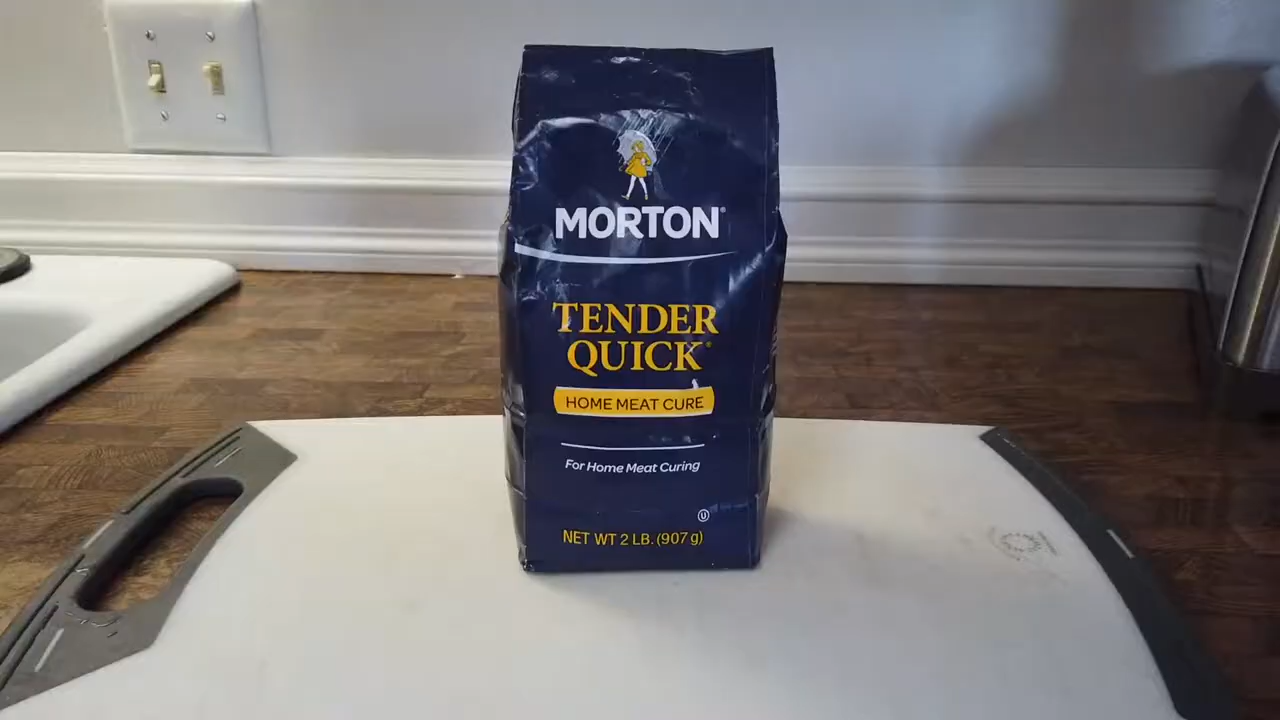 MORTON®
TENDER
QUICK®
HOME MEAT CURE
For Home Meat Curing
U
NET WT 2 LB. (907 g)